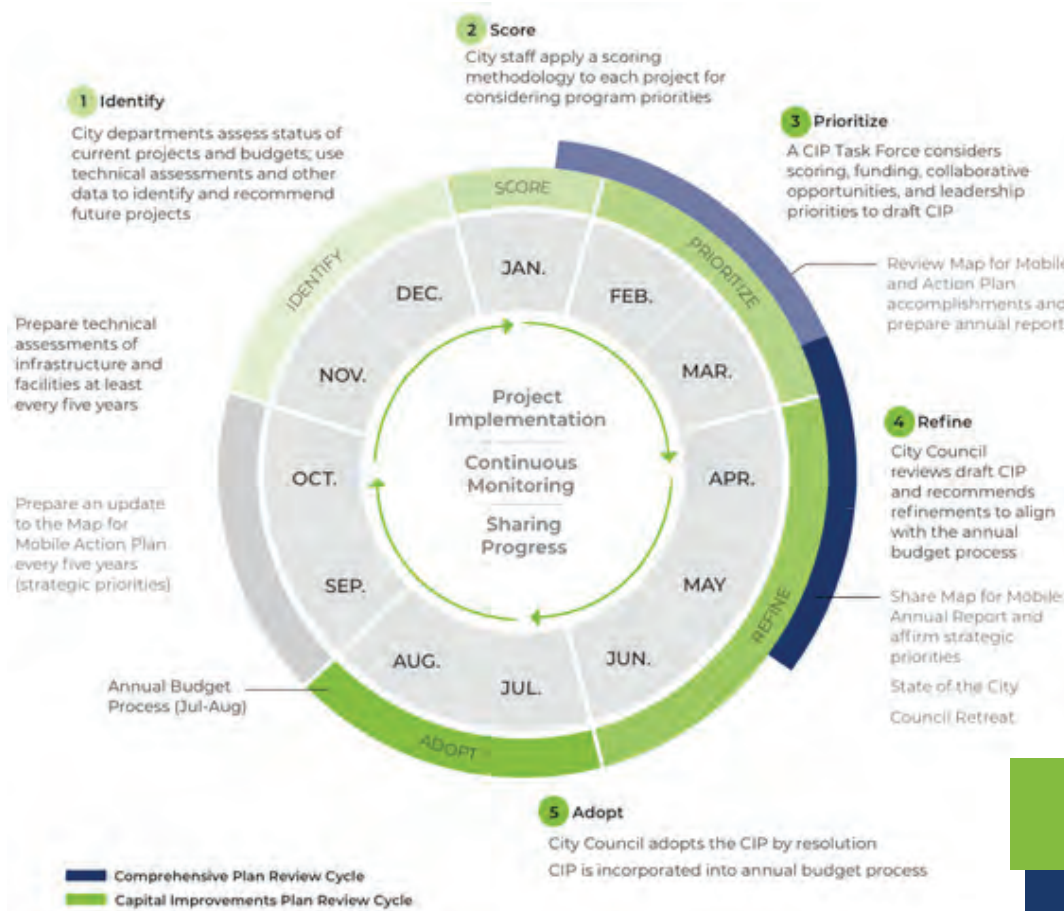 2 Score
City staff apply a scoring
methodology to each project for
considering program priorities
1 Identify
City departments assess status of
current projects and budgets; use
technical assessments and other
data to identify and recommend
future projects
3 Prioritize
A CIP Task Force considers
scoring, funding, collaborative
opportunities, and leadership
priorities to draft CIP
Review Map for Mobile
and Action Plan
accomplishments and
prepare annual report
Prepare technical
assessments of
infrastructure and
facilities at least
every five years
4 Refine
City Council
reviews draft CIP
and recommends
refinements to align
with the annual
budget process
Prepare an update
to the Map for
Mobile Action Plan
every five years
(strategic priorities)
Share Map for Mobile
Annual Report and
affirm strategic
priorities
State of the City
Council Retreat
Annual Budget
Process (Jul-Aug)
SCORE
PRIORITIZE
REFINE
ADOPT
IDENTIFY
JAN.
FEB.
MAR.
APR.
MAY
JUN.
JUL.
AUG.
SEP.
OCT.
NOV.
DEC.
Project
Implementation
Continuous
Monitoring
Sharing
Progress
5 Adopt
City Council adopts the CIP by resolution
CIP is incorporated into annual budget process
Comprehensive Plan Review Cycle
Capital Improvements Plan Review Cycle